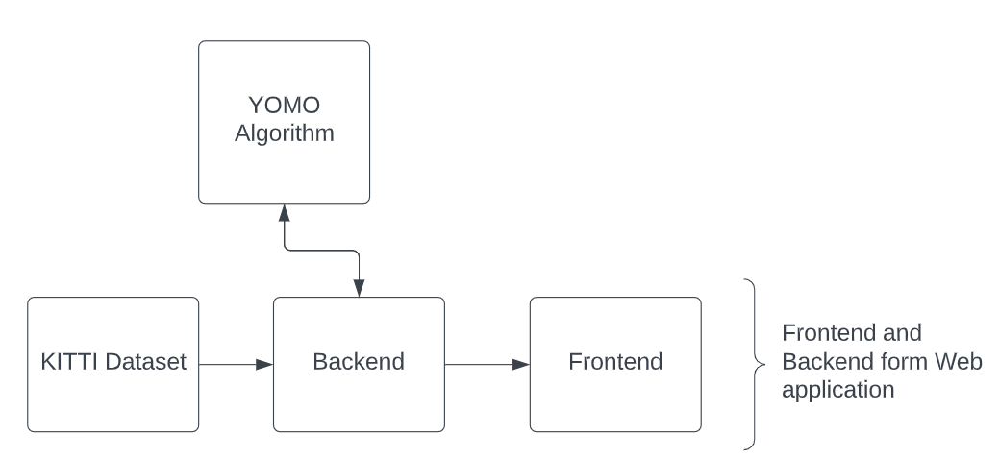 YOMO
Algorithm
KITTI Dataset
Backend
Frontend
Frontend and
Backend form Web
application